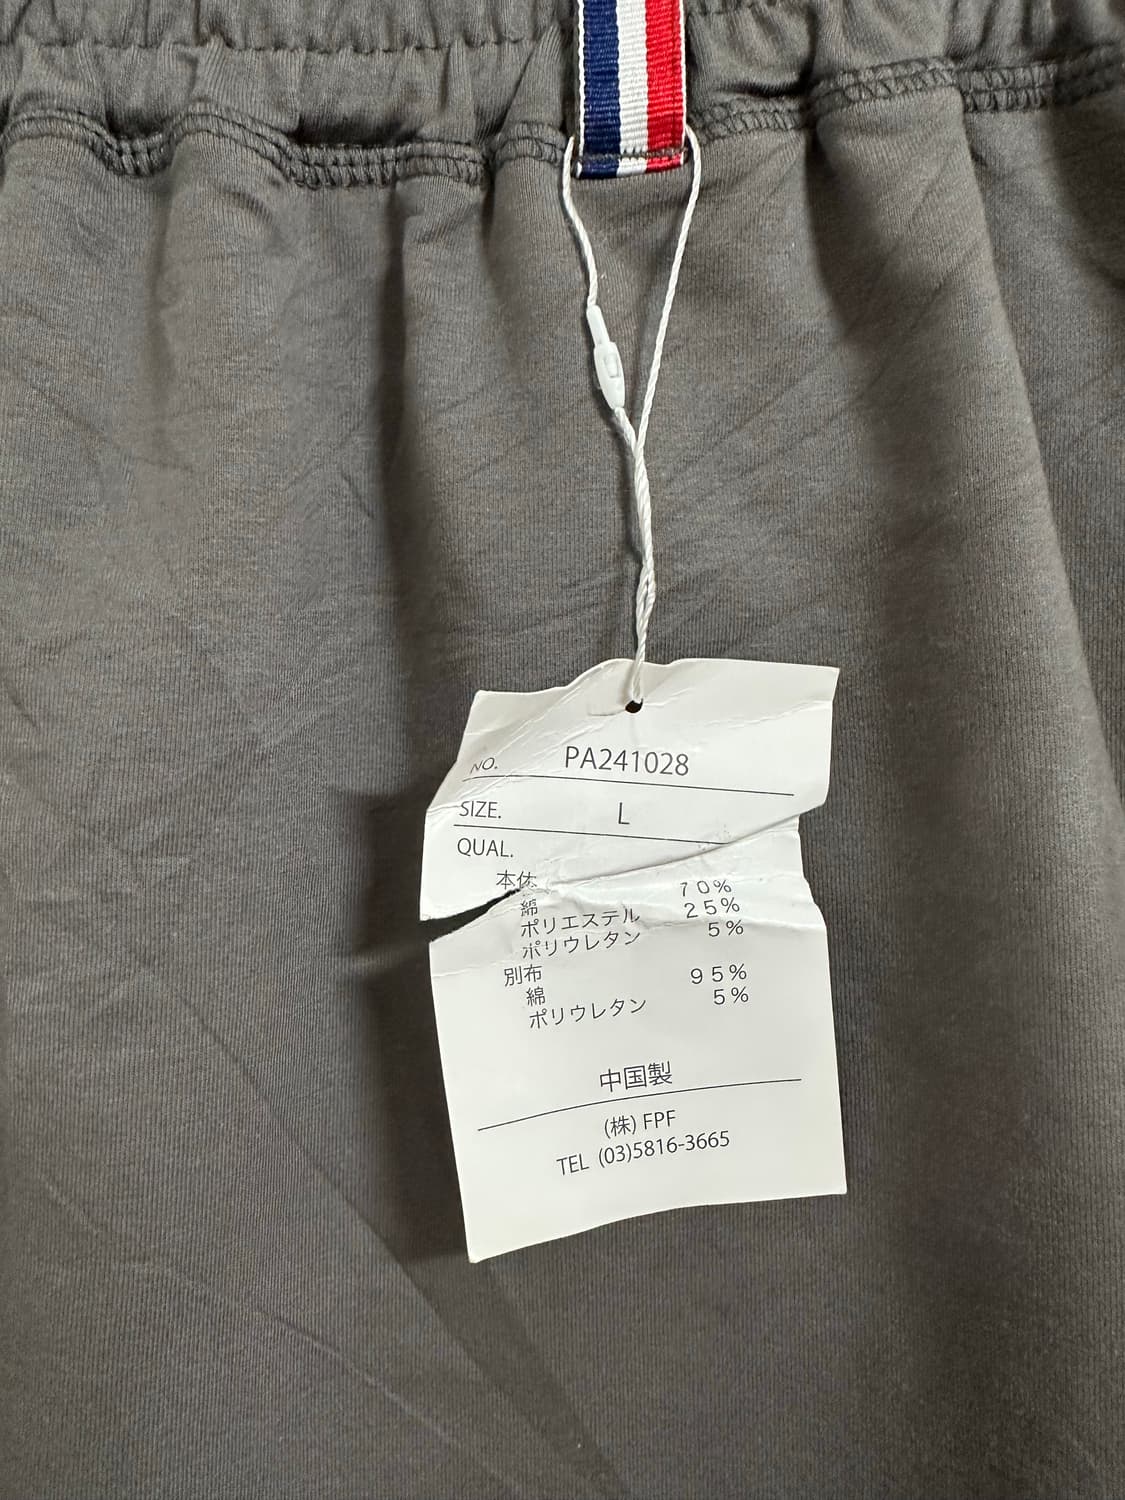 NO. PA241028
SIZE. L
QUAL.
本体
綿 70%
ポリエステル 25%
ポリウレタン 5%
別布
綿 95%
ポリウレタン 5%
中国製
(株) FPF
TEL (03)5816-3665